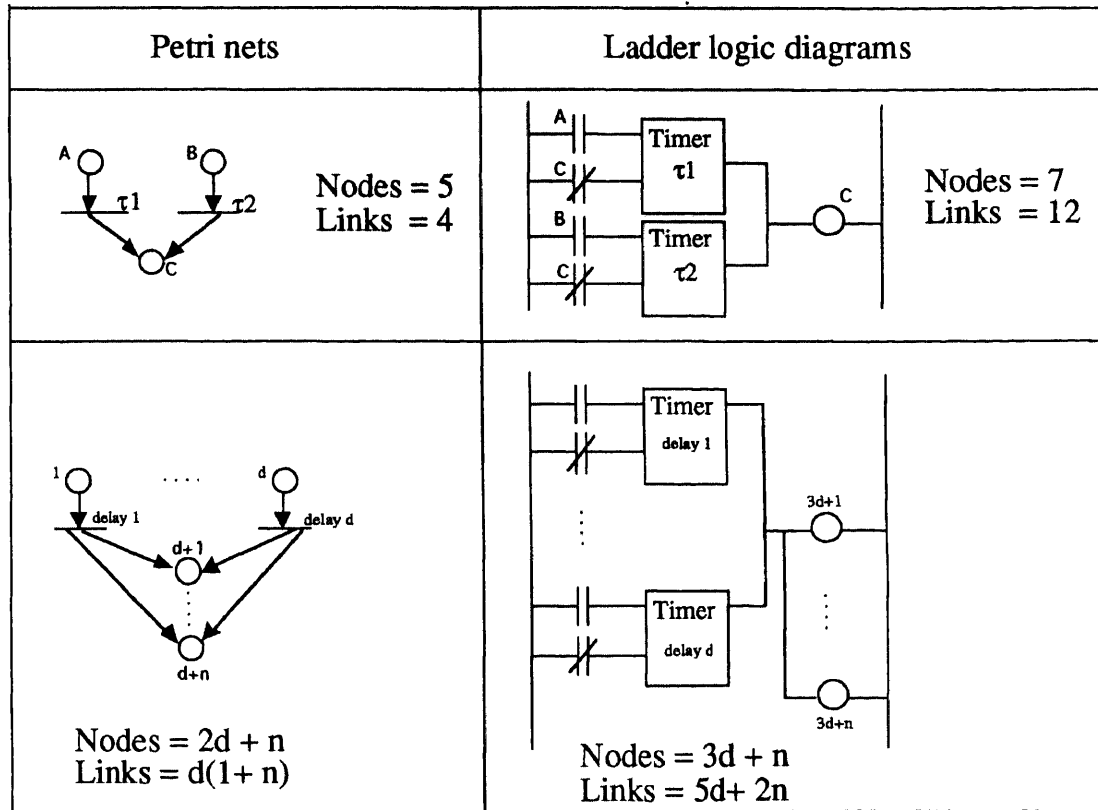 Petri nets
Ladder logic diagrams
A
B
τ1
τ2
C
Nodes = 5
Links = 4
A
C
B
C
Timer
τ1
Timer
τ2
C
Nodes = 7
Links = 12
1
....
d
delay 1
delay d
d+1
d+n
Nodes = 2d + n
Links = d(1+ n)
Timer
delay 1
Timer
delay d
3d+1
3d+n
Nodes = 3d + n
Links = 5d+ 2n